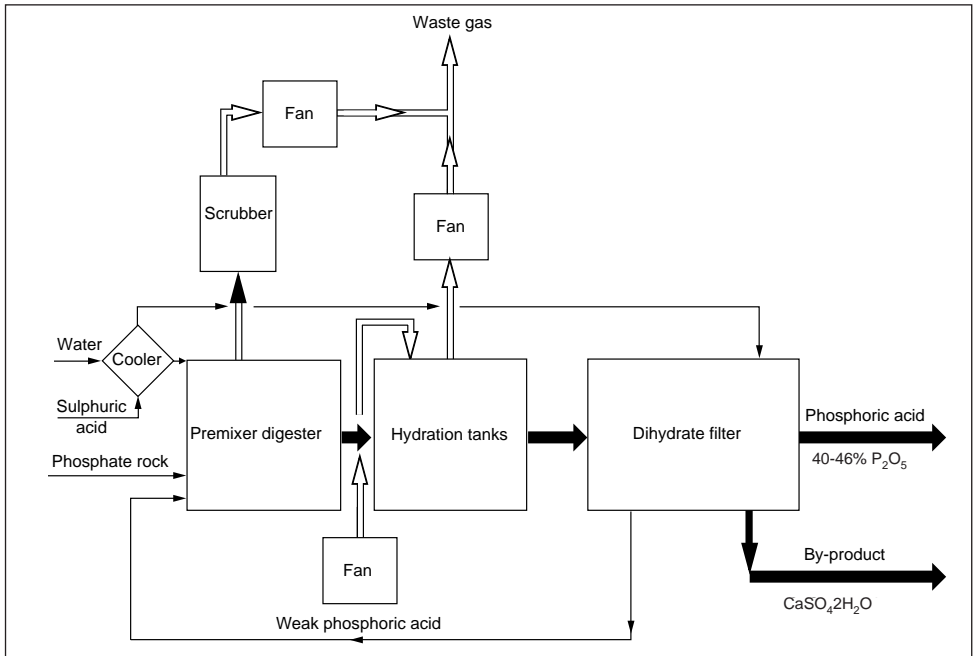 Waste gas
Fan
Scrubber
Fan
Water
Cooler
Sulphuric
acid
Premixer digester
Hydration tanks
Dihydrate filter
Phosphoric acid
40-46% P₂O₅
Phosphate rock
Fan
By-product
CaSO₄2H₂O
Weak phosphoric acid